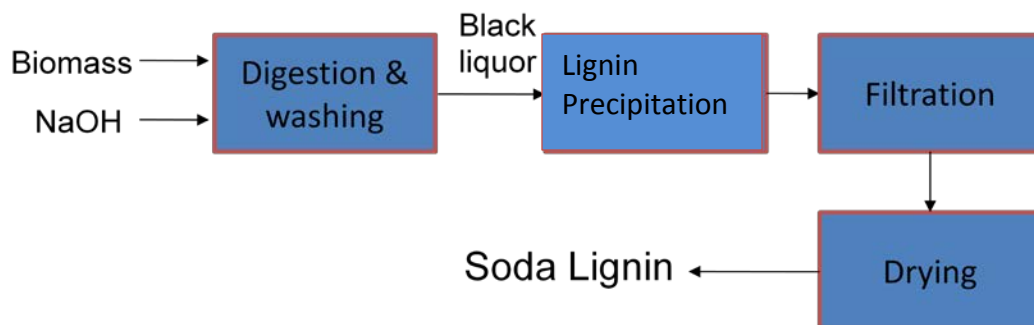 Biomass
NaOH
Digestion &
washing
Black
liquor
Lignin
Precipitation
Filtration
Drying
Soda Lignin